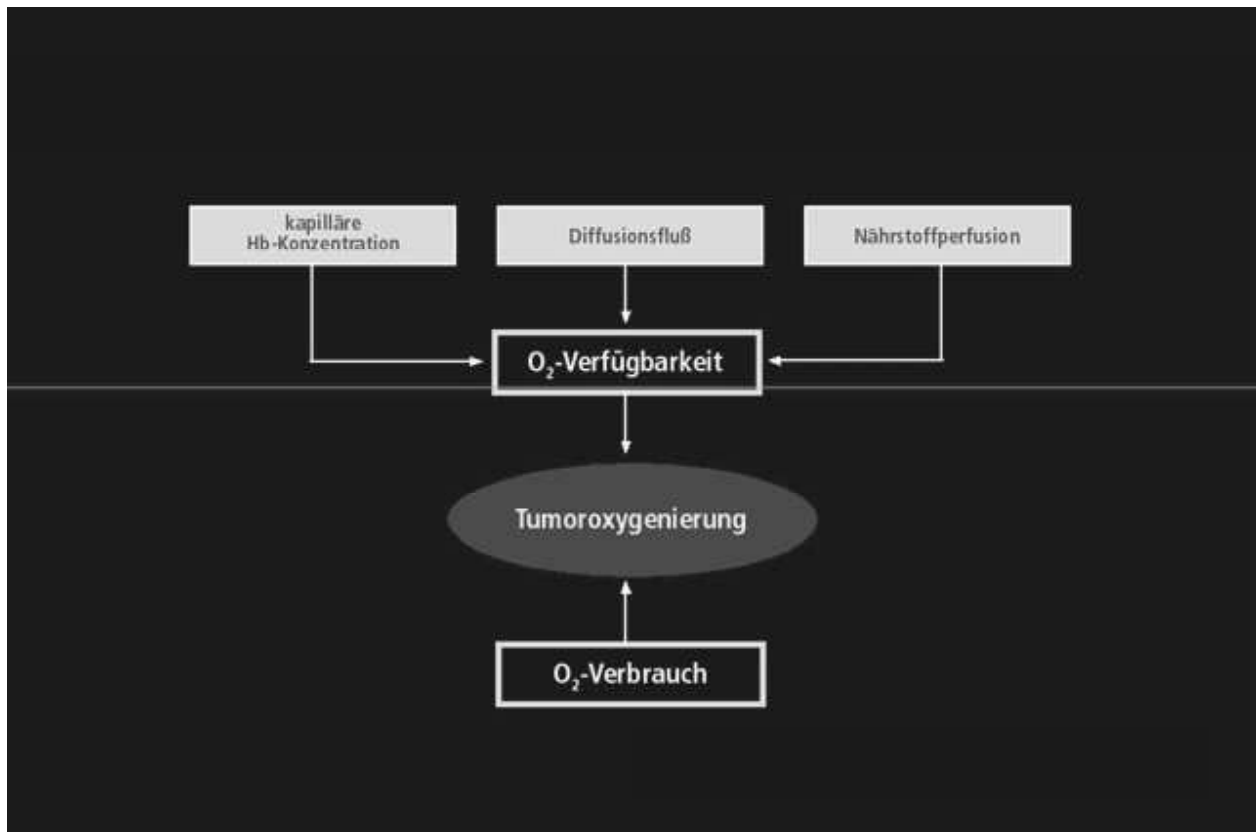 kapilläre
Hb-Konzentration
Diffusionsfluß
Nährstoffperfusion
O₂-Verfügbarkeit
Tumoroxygenierung
O₂-Verbrauch